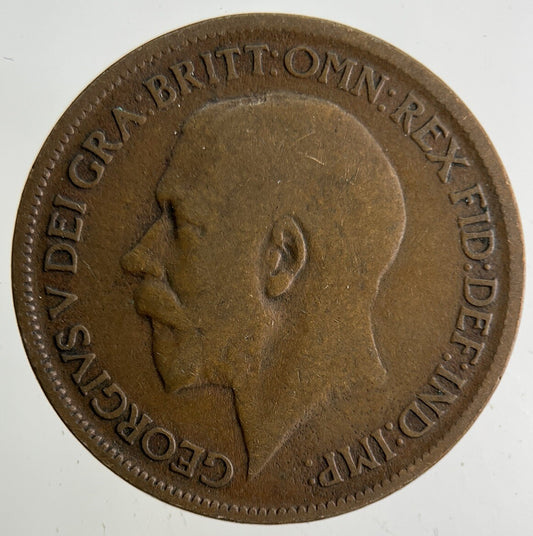 GEORGIVS V DEI GRA: BRITT: OMN: REX FID: DEF: IND: IMP: